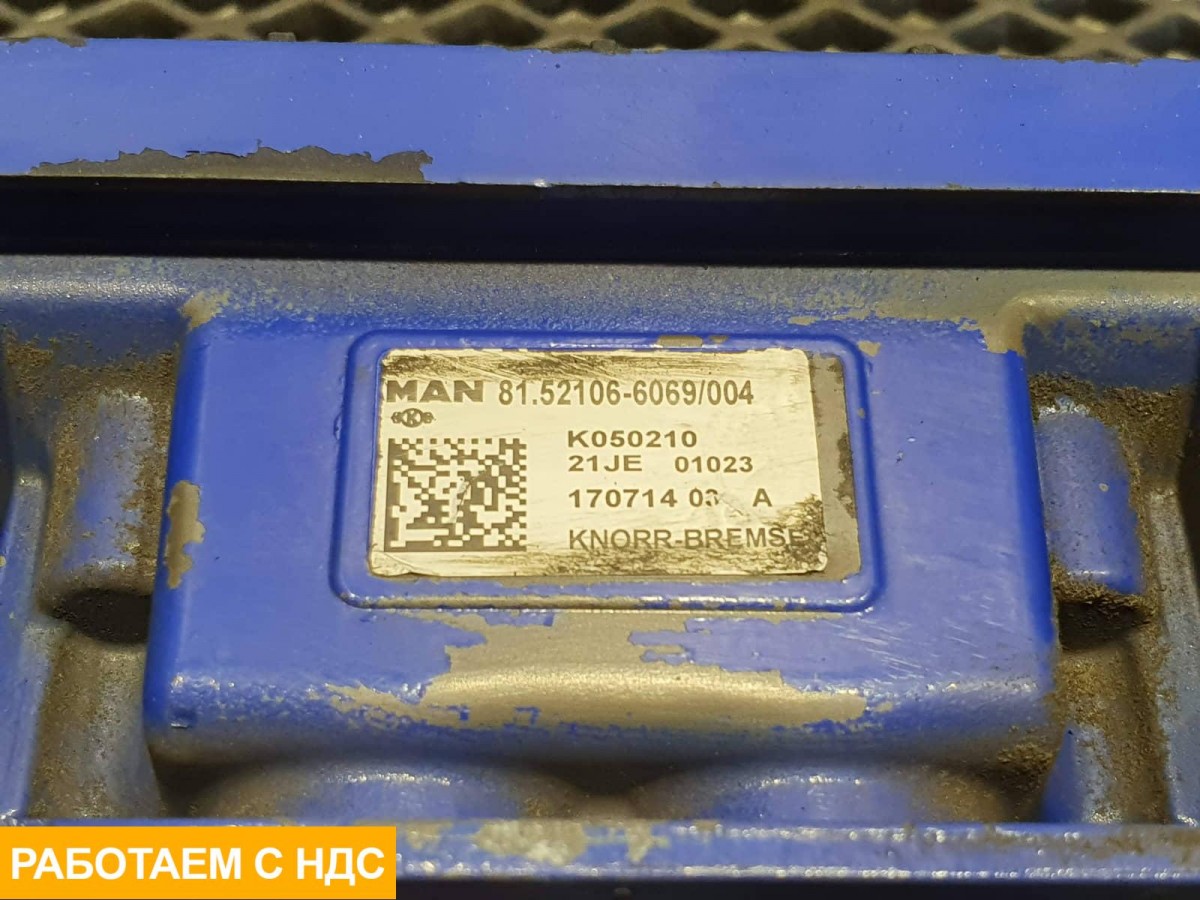 MAN 81.52106-6069/004
K
K050210
21JE 01023
170714 03 A
KNORR-BREMSE
РАБОТАЕМ С НДС